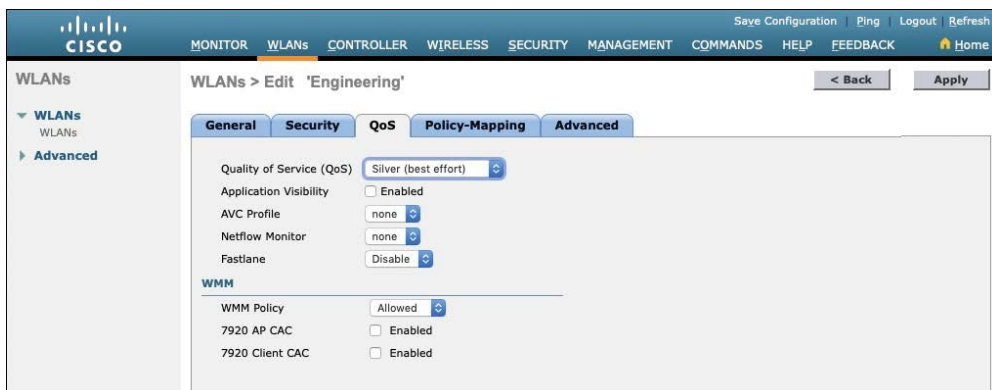 Save Configuration | Ping | Logout | Refresh
CISCO
MONITOR WLANs CONTROLLER WIRELESS SECURITY MANAGEMENT COMMANDS HELP FEEDBACK Home
WLANs
WLANs > Edit 'Engineering'
< Back
Apply
WLANs
WLANs
Advanced
General Security QoS Policy-Mapping Advanced
Quality of Service (QoS) Silver (best effort)
Application Visibility Enabled
AVC Profile none
Netflow Monitor none
Fastlane Disable
WMM
WMM Policy Allowed
7920 AP CAC Enabled
7920 Client CAC Enabled